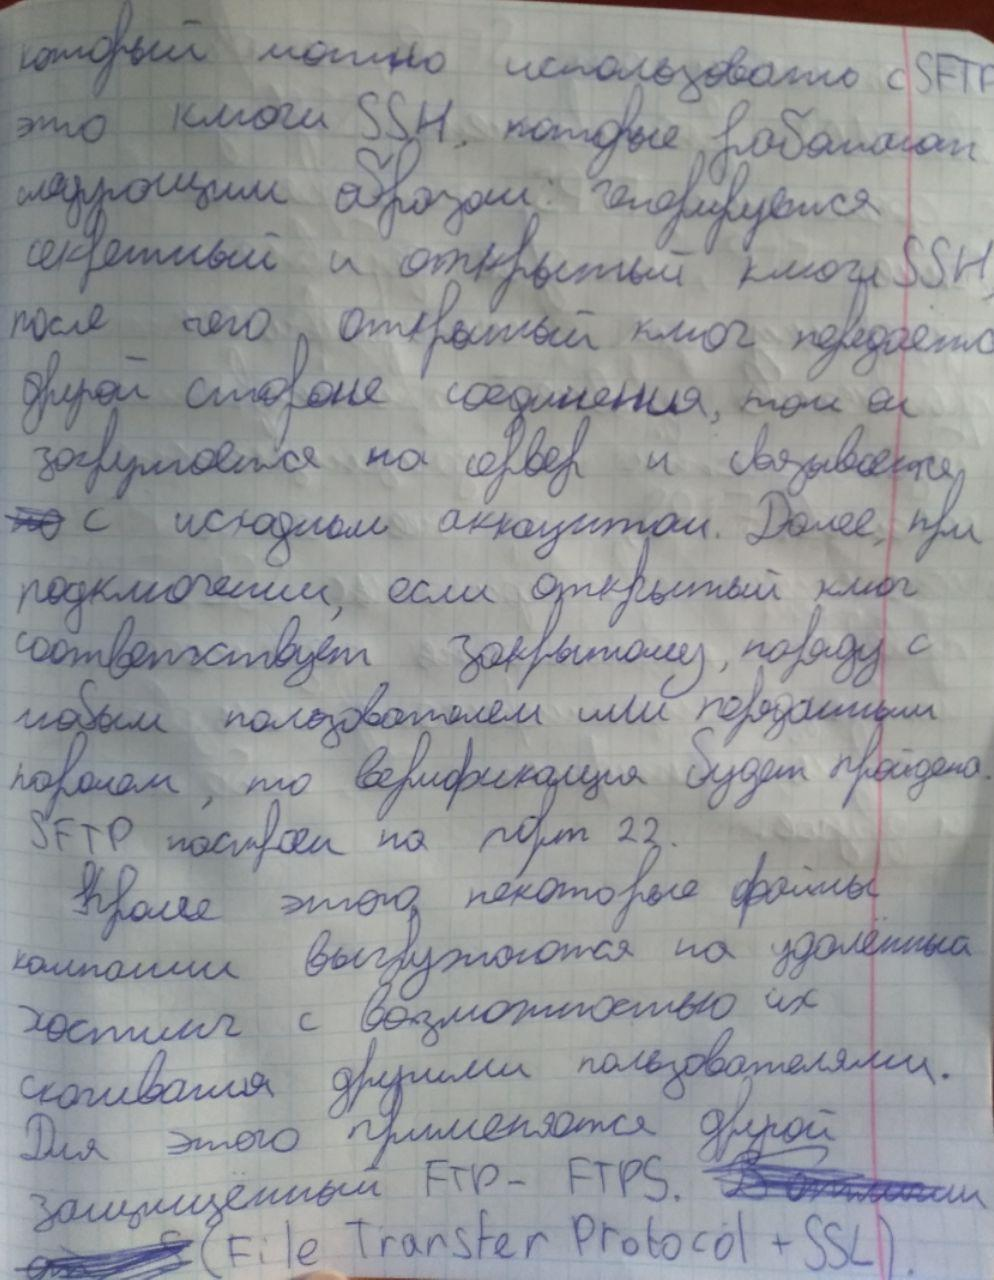 который можно использовать с SFTP
это ключи SSH, которые работают
следующим образом: генерируется
секретный и открытый ключи SSH,
после чего открытый ключ передаётся
другой стороне соединения, там он
загружается на сервер и связывается
с исходным аккаунтом. Далее, при
подключении, если открытый ключ
соответствует закрытому, наряду с
любым пользователем или переданным
паролем, то верификация будет пройдена.
SFTP настроен на порт 22.
Кроме этого, некоторые файлы
компании выгружаются на удалённый
хостинг с возможностью их
скачивания другими пользователями.
Для этого применяется другой
защищённый FTP - FTPS.
(File Transfer Protocol + SSL).